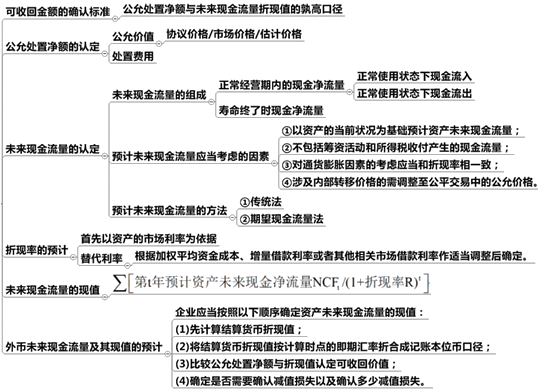 可收回金额的确认标准
公允处置净额与未来现金流量折现值的孰高口径
公允处置净额的认定
公允价值
协议价格/市场价格/估计价格
处置费用
未来现金流量的认定
未来现金流量的组成
正常经营期内的现金净流量
正常使用状态下现金流入
正常使用状态下现金流出
寿命终了时现金净流量
预计未来现金流量应当考虑的因素
①以资产的当前状况为基础预计资产未来现金流量；
②不包括筹资活动和所得税收付产生的现金流量；
③对通货膨胀因素的考虑应当和折现率相一致；
④涉及内部转移价格的需调整至公平交易中的公允价格。
预计未来现金流量的方法
①传统法
②期望现金流量法
折现率的预计
首先以资产的市场利率为依据
替代利率
根据加权平均资金成本、增量借款利率或者其他相关市场借款利率作适当调整后确定。
未来现金流量的现值
∑[第t年预计资产未来现金净流量NCFt/(1+折现率R)^t]
外币未来现金流量及其现值的预计
企业应当按照以下顺序确定资产未来现金流量的现值：
(1)先计算结算货币折现值；
(2)将结算货币折现值按计算时点的即期汇率折合成记账本位币口径；
(3)比较公允处置净额与折现值认定可收回价值；
(4)确定是否需要确认减值损失以及确认多少减值损失。